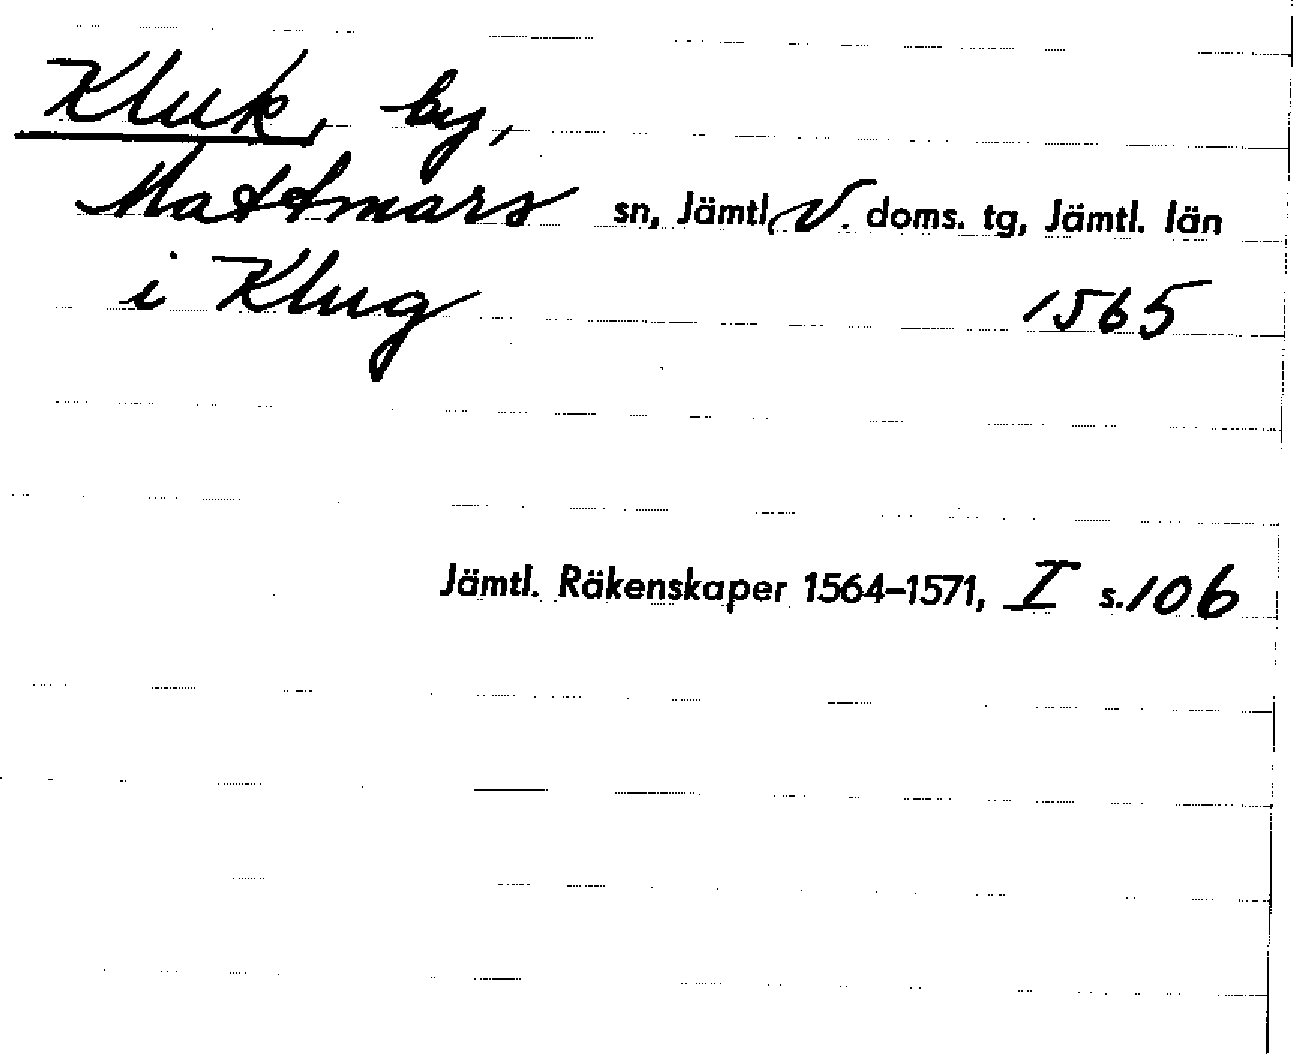 Kluk, by,
Mattmars sn, Jämtl. V. doms. tg, Jämtl. län
i Klug 1565
Jämtl. Räkenskaper 1564–1571, I s. 106